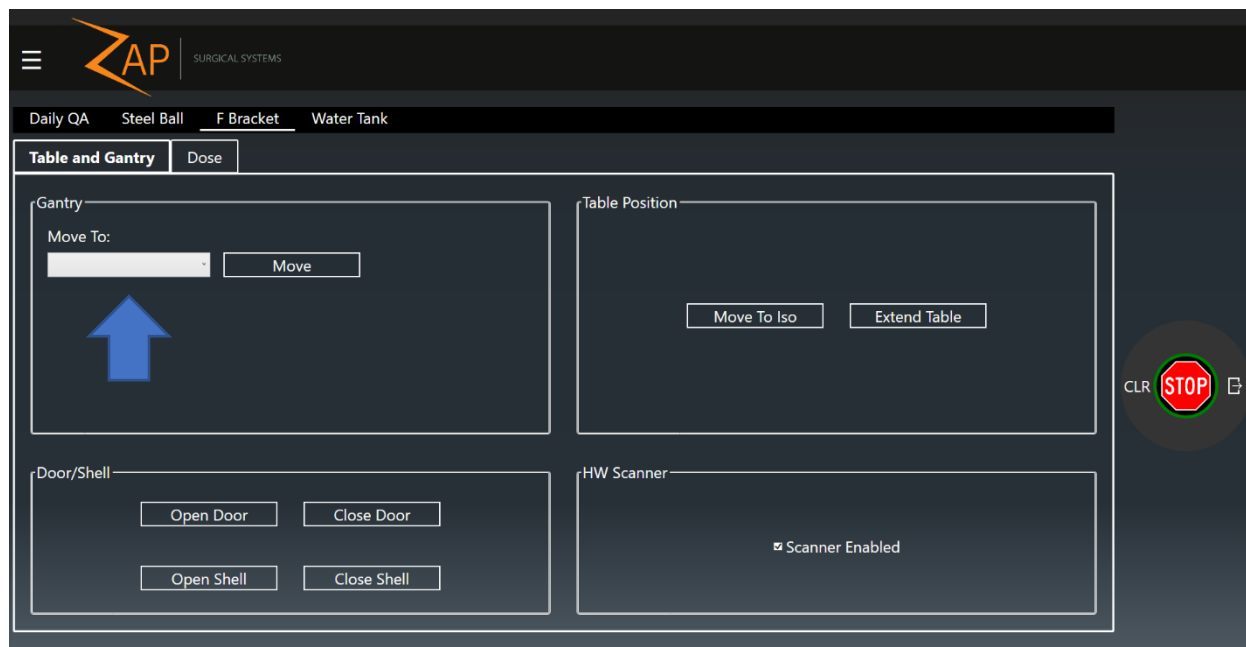 ZAP SURGICAL SYSTEMS
Daily QA Steel Ball F Bracket Water Tank
Table and Gantry Dose
Gantry
Move To:
Move
Table Position
Move To Iso Extend Table
CLR STOP
Door/Shell
Open Door Close Door
Open Shell Close Shell
HW Scanner
Scanner Enabled